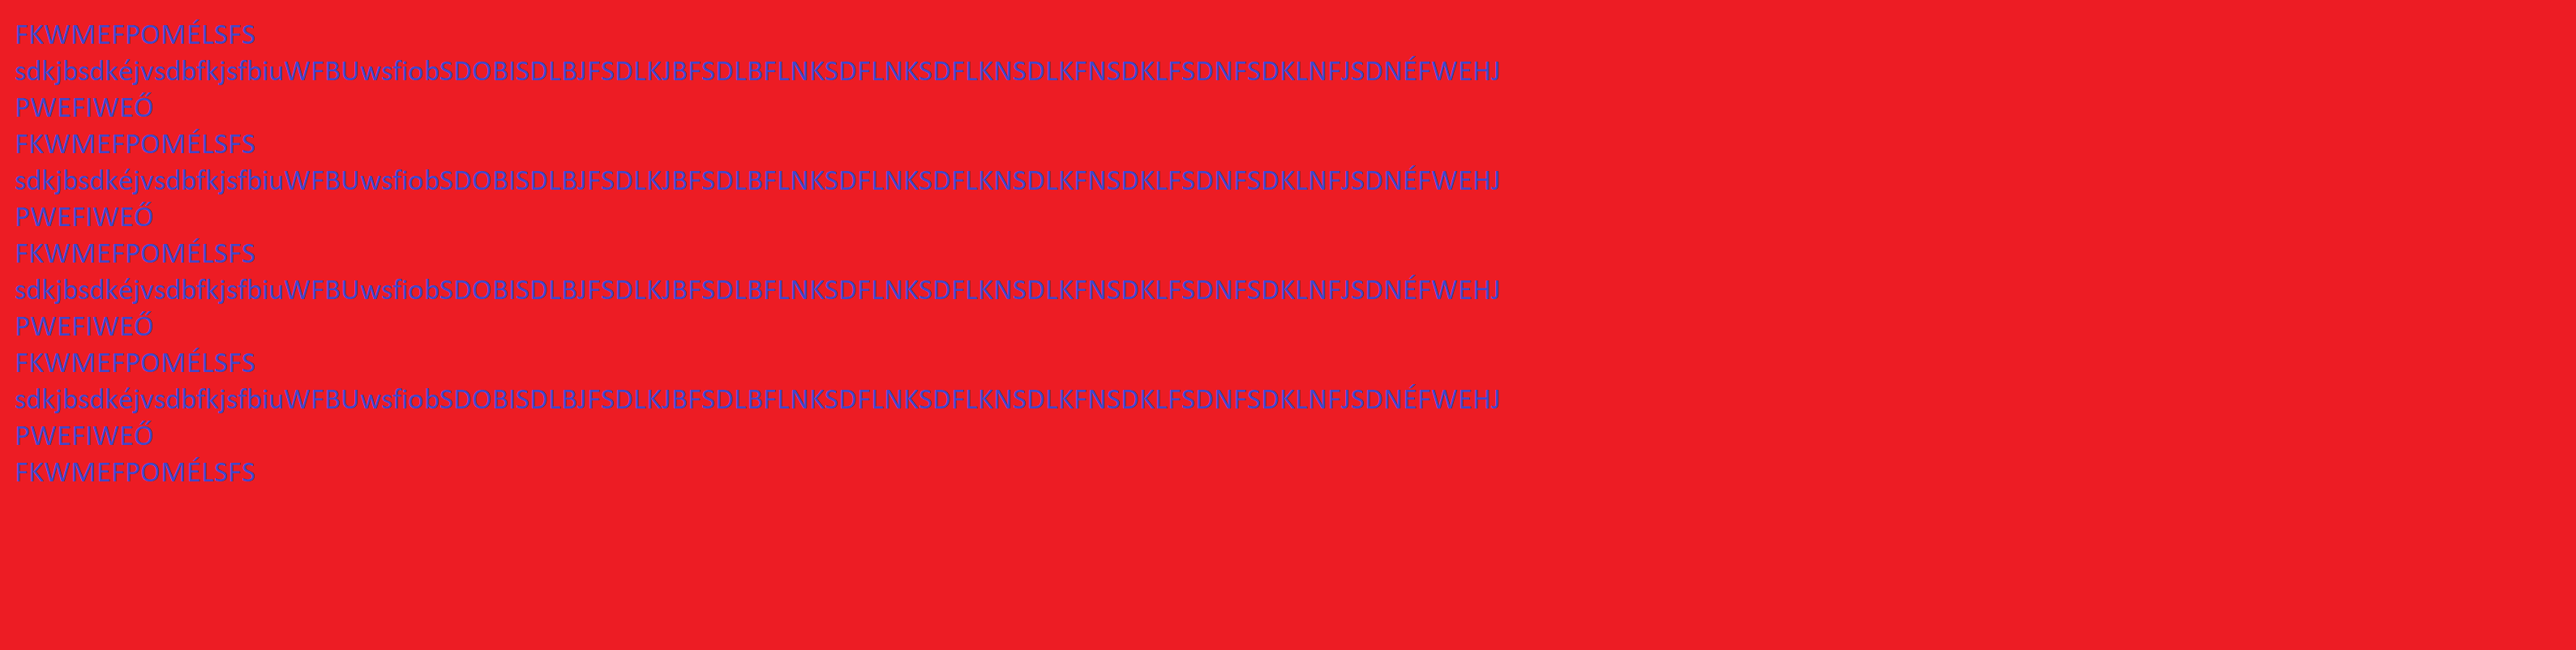 FKWMEFPOMÉLSFS
sdkjbsdkéjvsdbfkjsfbiuWFBUwsfiobSDOBISDLBJFSDLKJBFSDLBFLNKSDFLNKSDFLKNSDLKFNSDKLFSDNFSDKLNFJSDNÉFWEHJ
PWEFIWEŐ
FKWMEFPOMÉLSFS
sdkjbsdkéjvsdbfkjsfbiuWFBUwsfiobSDOBISDLBJFSDLKJBFSDLBFLNKSDFLNKSDFLKNSDLKFNSDKLFSDNFSDKLNFJSDNÉFWEHJ
PWEFIWEŐ
FKWMEFPOMÉLSFS
sdkjbsdkéjvsdbfkjsfbiuWFBUwsfiobSDOBISDLBJFSDLKJBFSDLBFLNKSDFLNKSDFLKNSDLKFNSDKLFSDNFSDKLNFJSDNÉFWEHJ
PWEFIWEŐ
FKWMEFPOMÉLSFS
sdkjbsdkéjvsdbfkjsfbiuWFBUwsfiobSDOBISDLBJFSDLKJBFSDLBFLNKSDFLNKSDFLKNSDLKFNSDKLFSDNFSDKLNFJSDNÉFWEHJ
PWEFIWEŐ
FKWMEFPOMÉLSFS